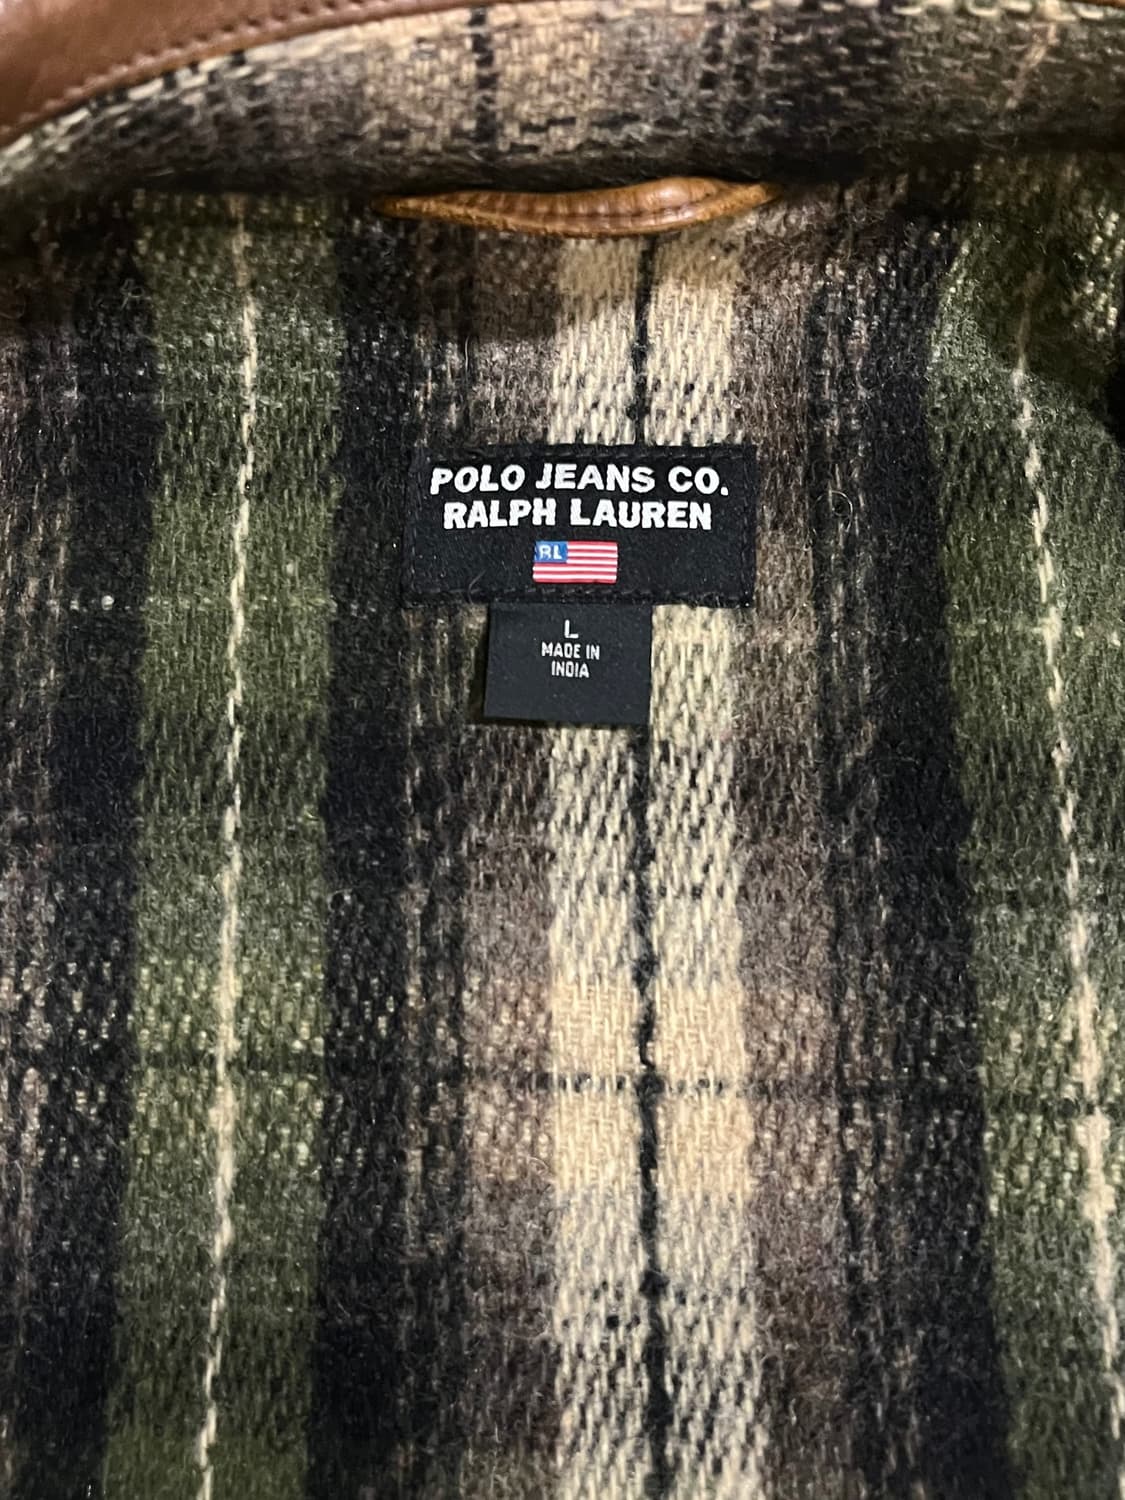 POLO JEANS CO.
RALPH LAUREN
RL
L
MADE IN
INDIA